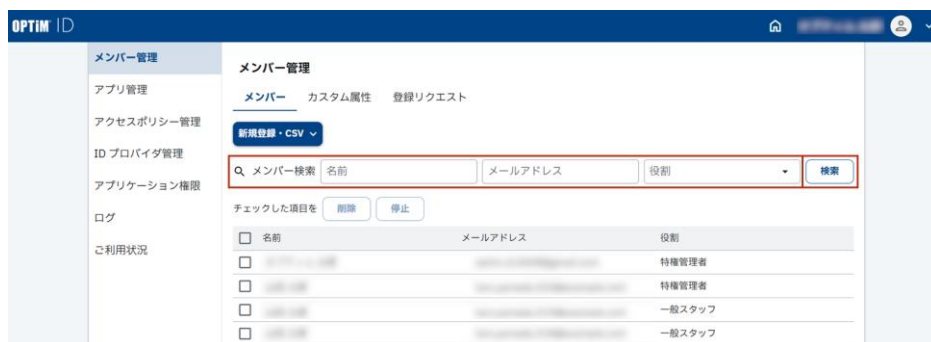 OPTiM ID
メンバー管理
アプリ管理
アクセスポリシー管理
ID プロバイダ管理
アプリケーション権限
ログ
ご利用状況
メンバー管理
メンバー カスタム属性 登録リクエスト
新規登録・CSV
メンバー検索 名前 メールアドレス 役割 検索
チェックした項目を 削除 停止
名前 メールアドレス 役割
特権管理者
特権管理者
一般スタッフ
一般スタッフ